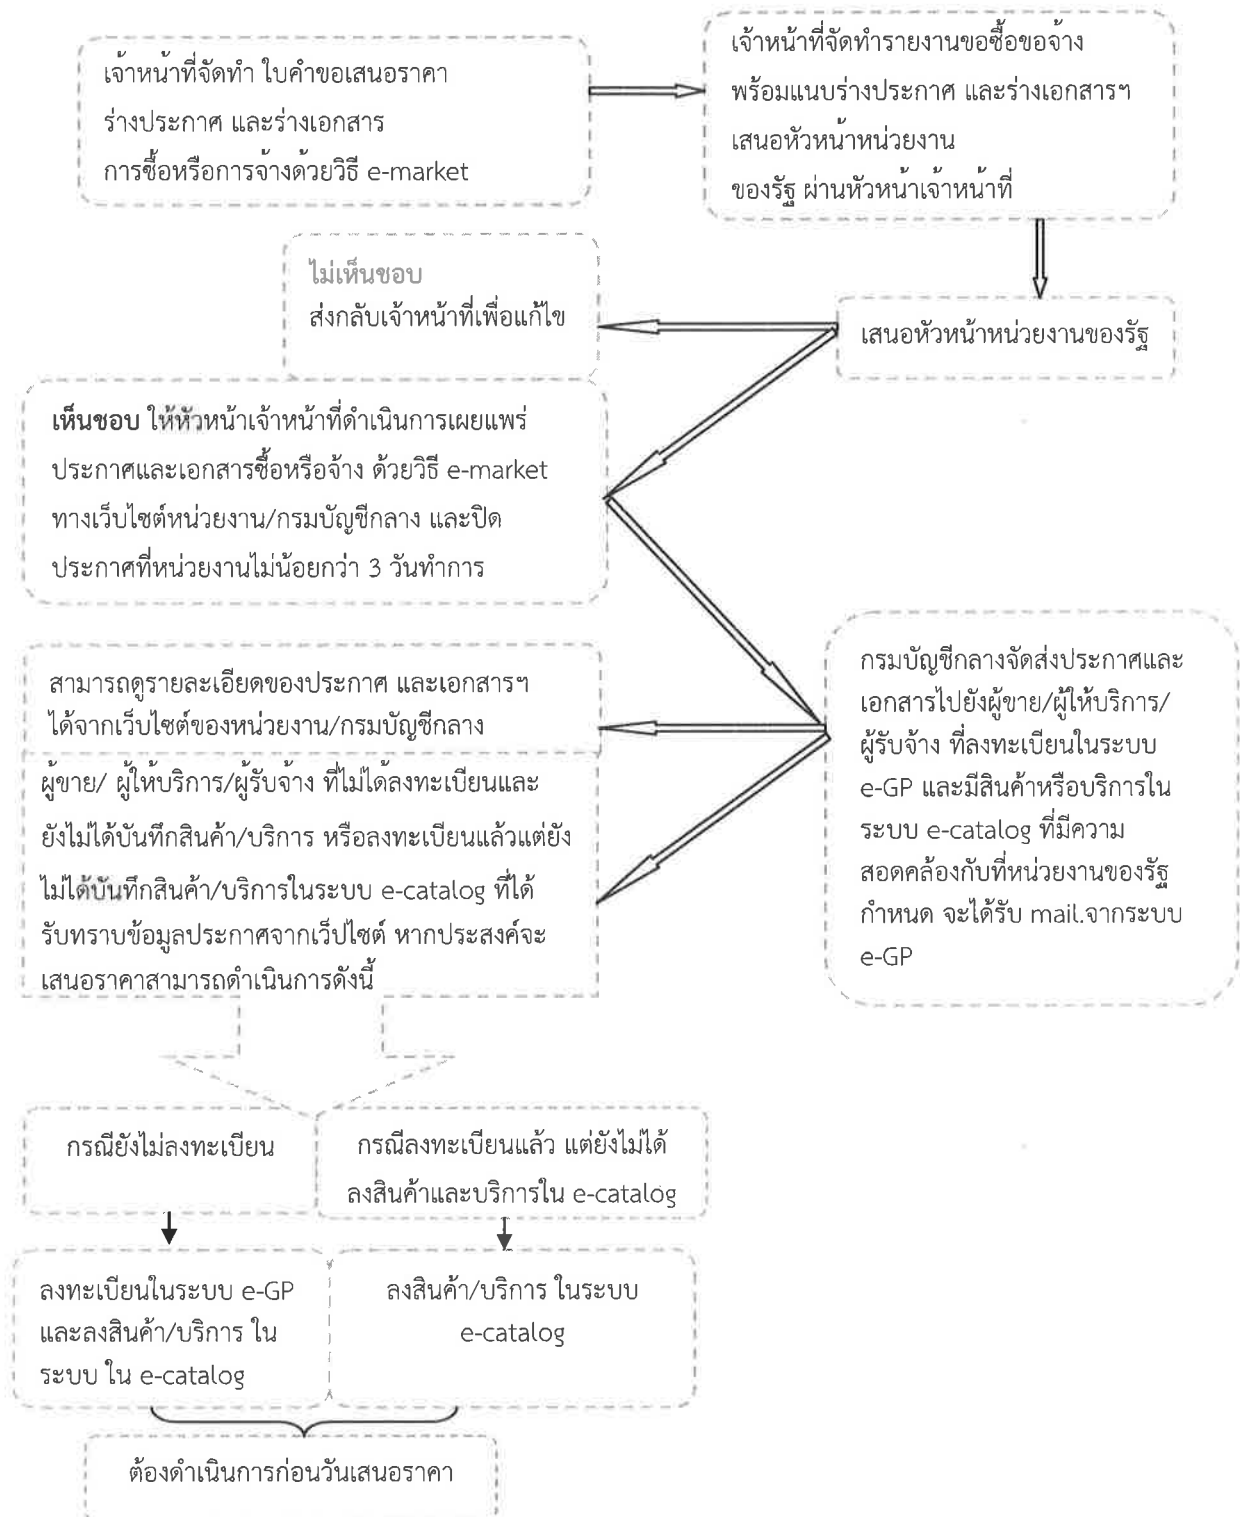 เจ้าหน้าที่จัดทำ ใบคำขอเสนอราคา
ร่างประกาศ และร่างเอกสาร
การซื้อหรือการจ้างด้วยวิธี e-market
เจ้าหน้าที่จัดทำรายงานขอซื้อขอจ้าง
พร้อมแนบร่างประกาศ และร่างเอกสารฯ
เสนอหัวหน้าหน่วยงาน
ของรัฐ ผ่านหัวหน้าเจ้าหน้าที่
ไม่เห็นชอบ
ส่งกลับเจ้าหน้าที่เพื่อแก้ไข
เสนอหัวหน้าหน่วยงานของรัฐ
เห็นชอบ ให้หัวหน้าเจ้าหน้าที่ดำเนินการเผยแพร่
ประกาศและเอกสารซื้อหรือจ้าง ด้วยวิธี e-market
ทางเว็บไซต์หน่วยงาน/กรมบัญชีกลาง และปิด
ประกาศที่หน่วยงานไม่น้อยกว่า 3 วันทำการ
กรมบัญชีกลางจัดส่งประกาศและ
เอกสารไปยังผู้ขาย/ผู้ให้บริการ/
ผู้รับจ้าง ที่ลงทะเบียนในระบบ
e-GP และมีสินค้าหรือบริการใน
ระบบ e-catalog ที่มีความ
สอดคล้องกับที่หน่วยงานของรัฐ
กำหนด จะได้รับ mail.จากระบบ
e-GP
สามารถดูรายละเอียดของประกาศ และเอกสารฯ
ได้จากเว็บไซต์ของหน่วยงาน/กรมบัญชีกลาง
ผู้ขาย/ ผู้ให้บริการ/ผู้รับจ้าง ที่ไม่ได้ลงทะเบียนและ
ยังไม่ได้บันทึกสินค้า/บริการ หรือลงทะเบียนแล้วแต่ยัง
ไม่ได้บันทึกสินค้า/บริการในระบบ e-catalog ที่ได้
รับทราบข้อมูลประกาศจากเว็ปไซต์ หากประสงค์จะ
เสนอราคาสามารถดำเนินการดังนี้
กรณียังไม่ลงทะเบียน
กรณีลงทะเบียนแล้ว แต่ยังไม่ได้
ลงสินค้าและบริการใน e-catalog
ลงทะเบียนในระบบ e-GP
และลงสินค้า/บริการ ใน
ระบบ ใน e-catalog
ลงสินค้า/บริการ ในระบบ
e-catalog
ต้องดำเนินการก่อนวันเสนอราคา